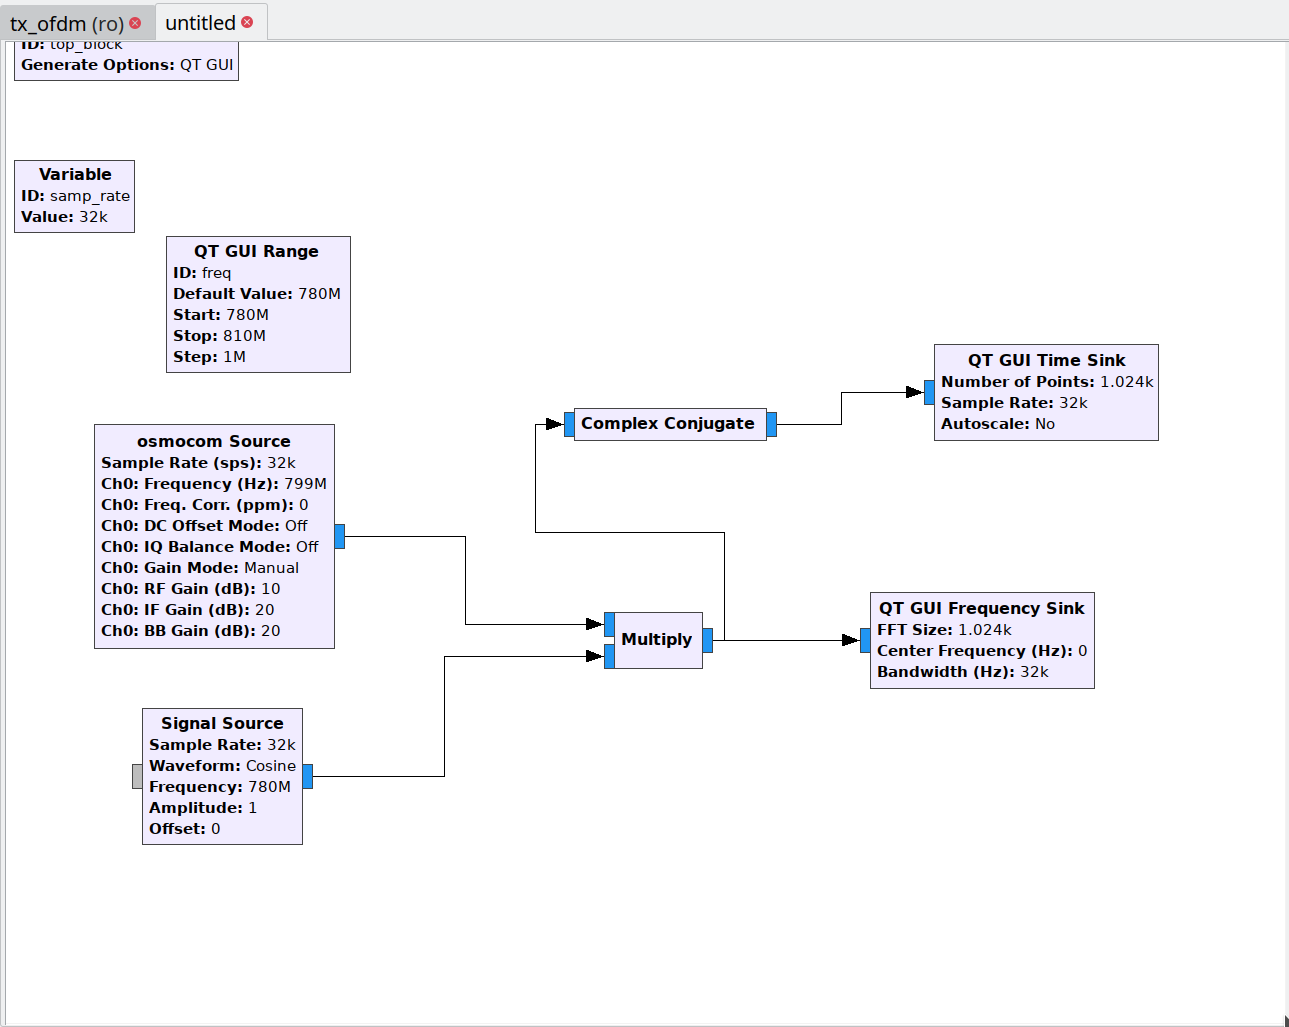 tx_ofdm (ro)
untitled
ID: top_block
Generate Options: QT GUI
Variable
ID: samp_rate
Value: 32k
QT GUI Range
ID: freq
Default Value: 780M
Start: 780M
Stop: 810M
Step: 1M
QT GUI Time Sink
Number of Points: 1.024k
Sample Rate: 32k
Autoscale: No
Complex Conjugate
osmocom Source
Sample Rate (sps): 32k
Ch0: Frequency (Hz): 799M
Ch0: Freq. Corr. (ppm): 0
Ch0: DC Offset Mode: Off
Ch0: IQ Balance Mode: Off
Ch0: Gain Mode: Manual
Ch0: RF Gain (dB): 10
Ch0: IF Gain (dB): 20
Ch0: BB Gain (dB): 20
Multiply
QT GUI Frequency Sink
FFT Size: 1.024k
Center Frequency (Hz): 0
Bandwidth (Hz): 32k
Signal Source
Sample Rate: 32k
Waveform: Cosine
Frequency: 780M
Amplitude: 1
Offset: 0